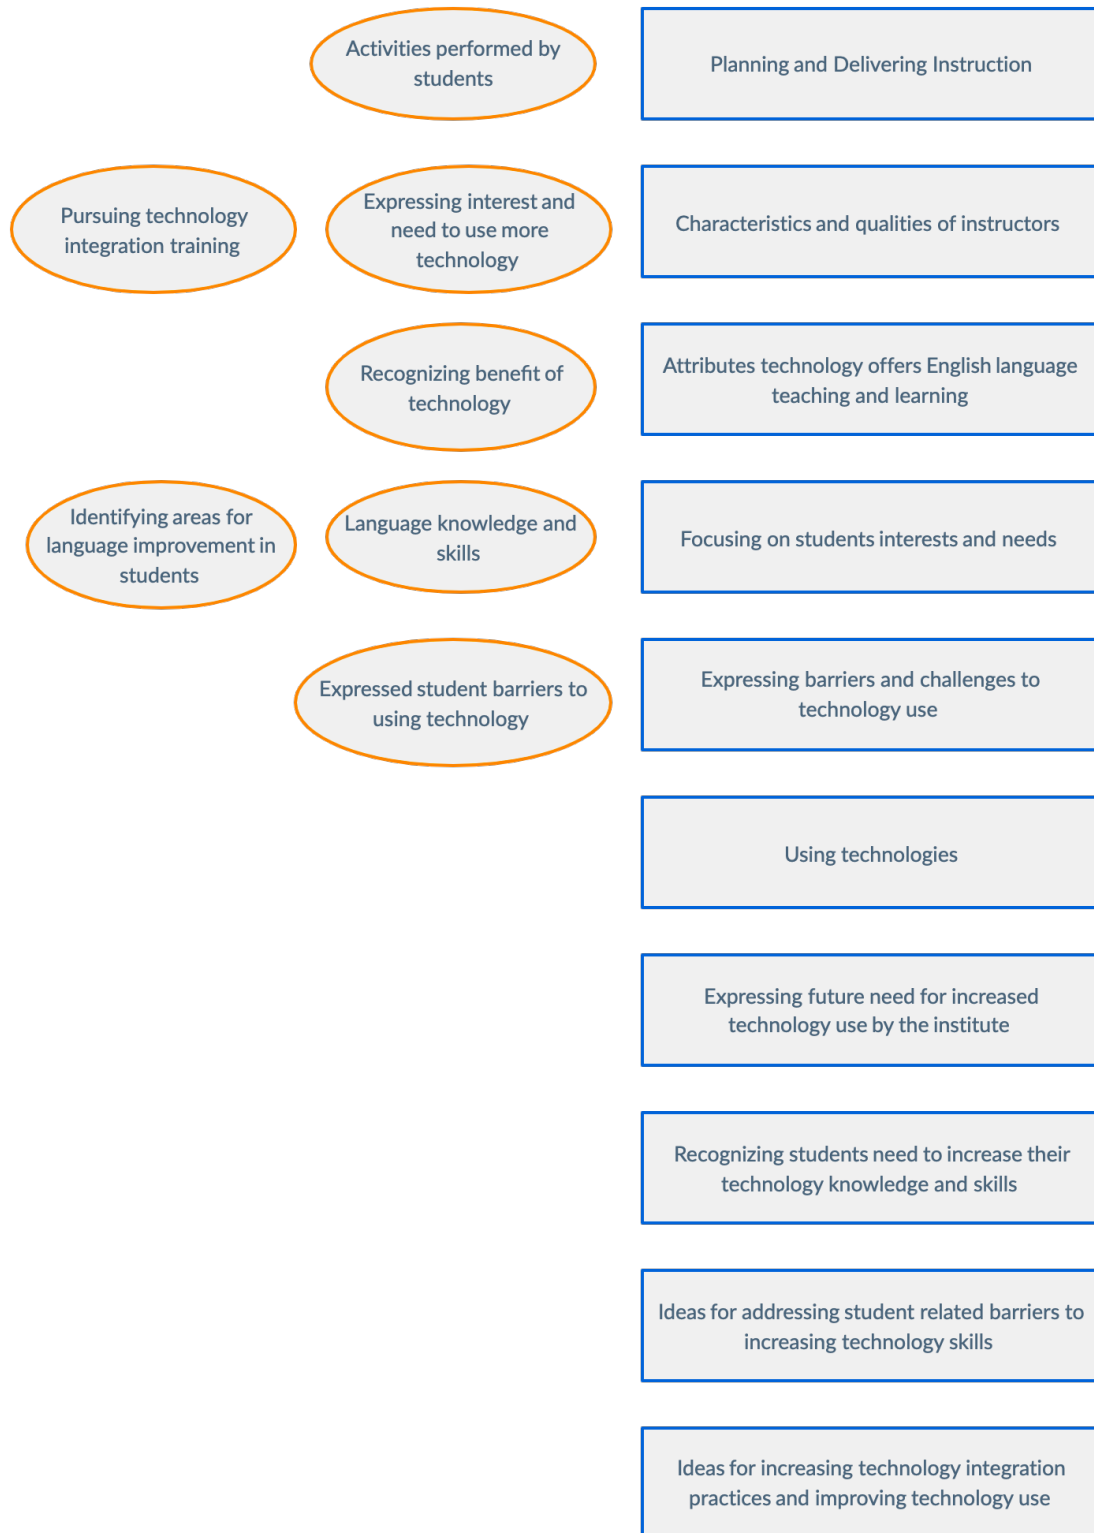 Activities performed by
students
Planning and Delivering Instruction
Pursuing technology
integration training
Expressing interest and
need to use more
technology
Characteristics and qualities of instructors
Recognizing benefit of
technology
Attributes technology offers English language
teaching and learning
Identifying areas for
language improvement in
students
Language knowledge and
skills
Focusing on students interests and needs
Expressed student barriers to
using technology
Expressing barriers and challenges to
technology use
Using technologies
Expressing future need for increased
technology use by the institute
Recognizing students need to increase their
technology knowledge and skills
Ideas for addressing student related barriers to
increasing technology skills
Ideas for increasing technology integration
practices and improving technology use